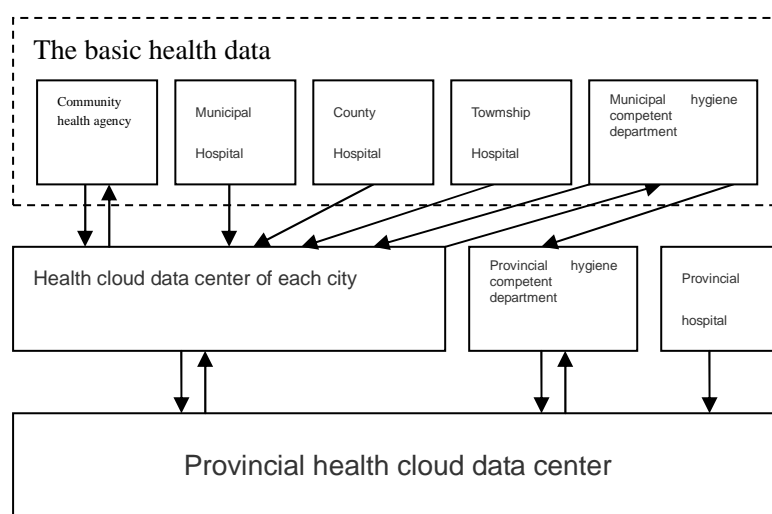 The basic health data
Community
health agency
Municipal
Hospital
County
Hospital
Towmship
Hospital
Municipal hygiene
competent
department
Health cloud data center of each city
Provincial hygiene
competent
department
Provincial
hospital
Provincial health cloud data center